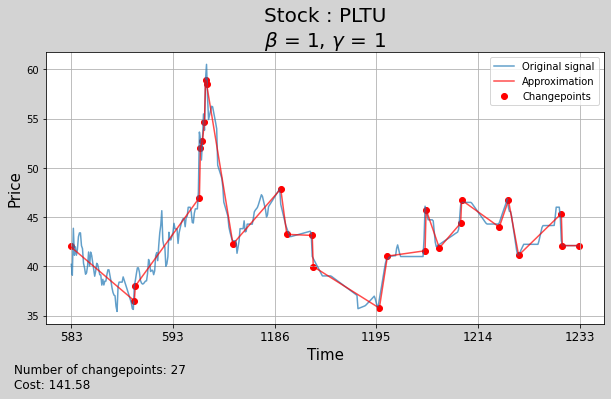 Stock : PLTU
β = 1, γ = 1
Original signal
Approximation
Changepoints
60
55
50
45
40
35
Price
583
593
1186
1195
1214
1233
Time
Number of changepoints: 27
Cost: 141.58